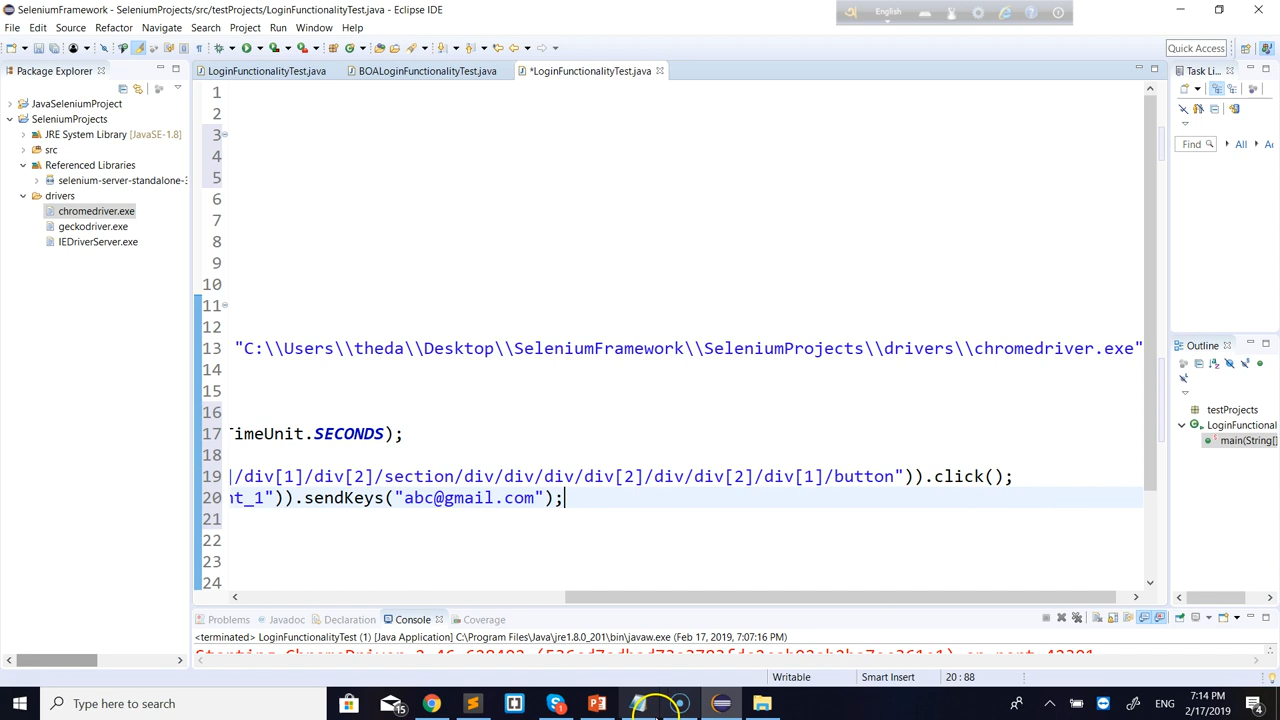 SeleniumFramework - SeleniumProjects/src/testProjects/LoginFunctionalityTest.java - Eclipse IDE
English
File Edit Source Refactor Navigate Search Project Run Window Help
Quick Access
Package Explorer
LoginFunctionalityTest.java
BOALoginFunctionalityTest.java
*LoginFunctionalityTest.java
Task Li...
JavaSeleniumProject
SeleniumProjects
JRE System Library [JavaSE-1.8]
src
Referenced Libraries
selenium-server-standalone-
drivers
chromedriver.exe
geckodriver.exe
IEDriverServer.exe
Find
All
1
2
3
4
5
6
7
8
9
10
11
12
13 "C:\\Users\\theda\\Desktop\\SeleniumFramework\\SeleniumProjects\\drivers\\chromedriver.exe"
14
15
16
17 TimeUnit.SECONDS);
18
19 ]/div[1]/div[2]/section/div/div/div/div[2]/div/div[2]/div[1]/button")).click();
20 nt_1")).sendKeys("abc@gmail.com");
21
22
23
24
Outline
testProjects
LoginFunctional
main(String[]
Problems
Javadoc
Declaration
Console
Coverage
<terminated> LoginFunctionalityTest (1) [Java Application] C:\Program Files\Java\jre1.8.0_201\bin\javaw.exe (Feb 17, 2019, 7:07:16 PM)
Writable
Smart Insert
20 : 88
Type here to search
7:14 PM
2/17/2019